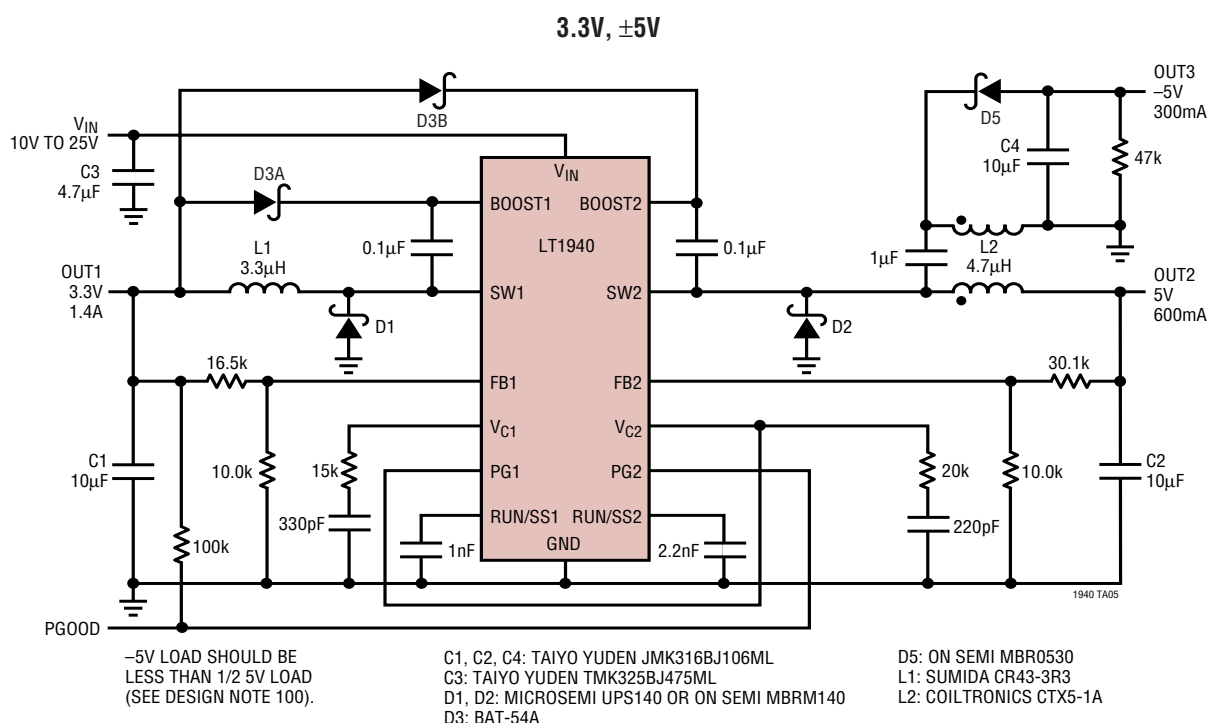 3.3V, ±5V
D3B
VIN
10V TO 25V
C3
4.7µF
D3A
L1
3.3µH
0.1µF
OUT1
3.3V
1.4A
D1
16.5k
C1
10µF
10.0k
15k
330pF
100k
1nF
PGOOD
VIN
BOOST1
BOOST2
LT1940
SW1
SW2
FB1
FB2
VC1
VC2
PG1
PG2
RUN/SS1
RUN/SS2
GND
0.1µF
D2
2.2nF
D5
C4
10µF
47k
OUT3
–5V
300mA
1µF
L2
4.7µH
OUT2
5V
600mA
30.1k
20k
10.0k
220pF
C2
10µF
1940 TA05
–5V LOAD SHOULD BE
LESS THAN 1/2 5V LOAD
(SEE DESIGN NOTE 100).
C1, C2, C4: TAIYO YUDEN JMK316BJ106ML
C3: TAIYO YUDEN TMK325BJ475ML
D1, D2: MICROSEMI UPS140 OR ON SEMI MBRM140
D3: BAT-54A
D5: ON SEMI MBR0530
L1: SUMIDA CR43-3R3
L2: COILTRONICS CTX5-1A